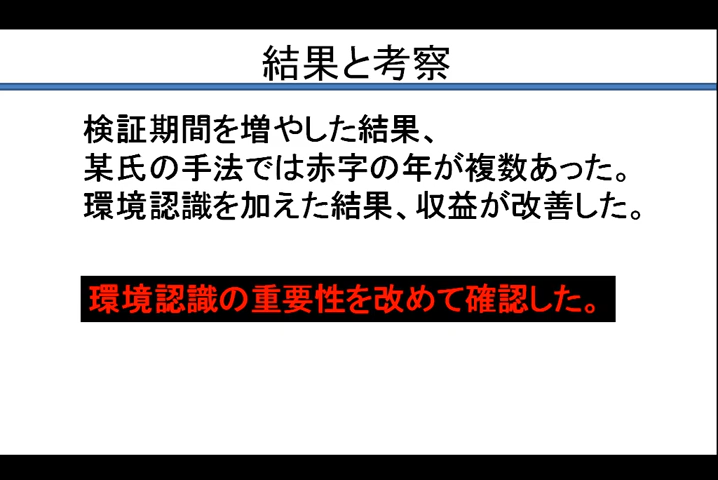 結果と考察
検証期間を増やした結果、
某氏の手法では赤字の年が複数あった。
環境認識を加えた結果、収益が改善した。
環境認識の重要性を改めて確認した。